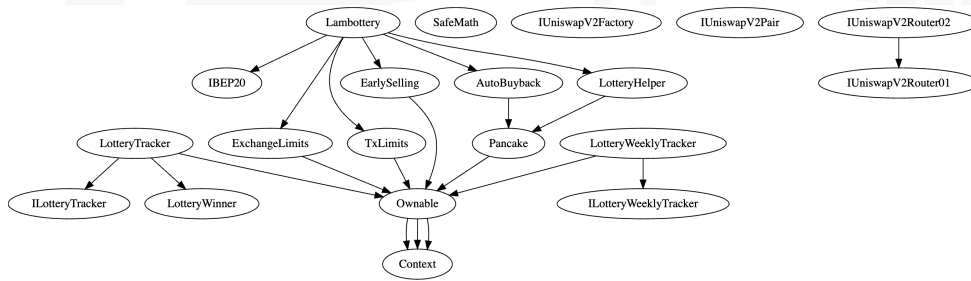 Lambottery
SafeMath
IUniswapV2Factory
IUniswapV2Pair
IUniswapV2Router02
IBEP20
EarlySelling
AutoBuyback
LotteryHelper
IUniswapV2Router01
LotteryTracker
ExchangeLimits
TxLimits
Pancake
LotteryWeeklyTracker
ILotteryTracker
LotteryWinner
Ownable
ILotteryWeeklyTracker
Context